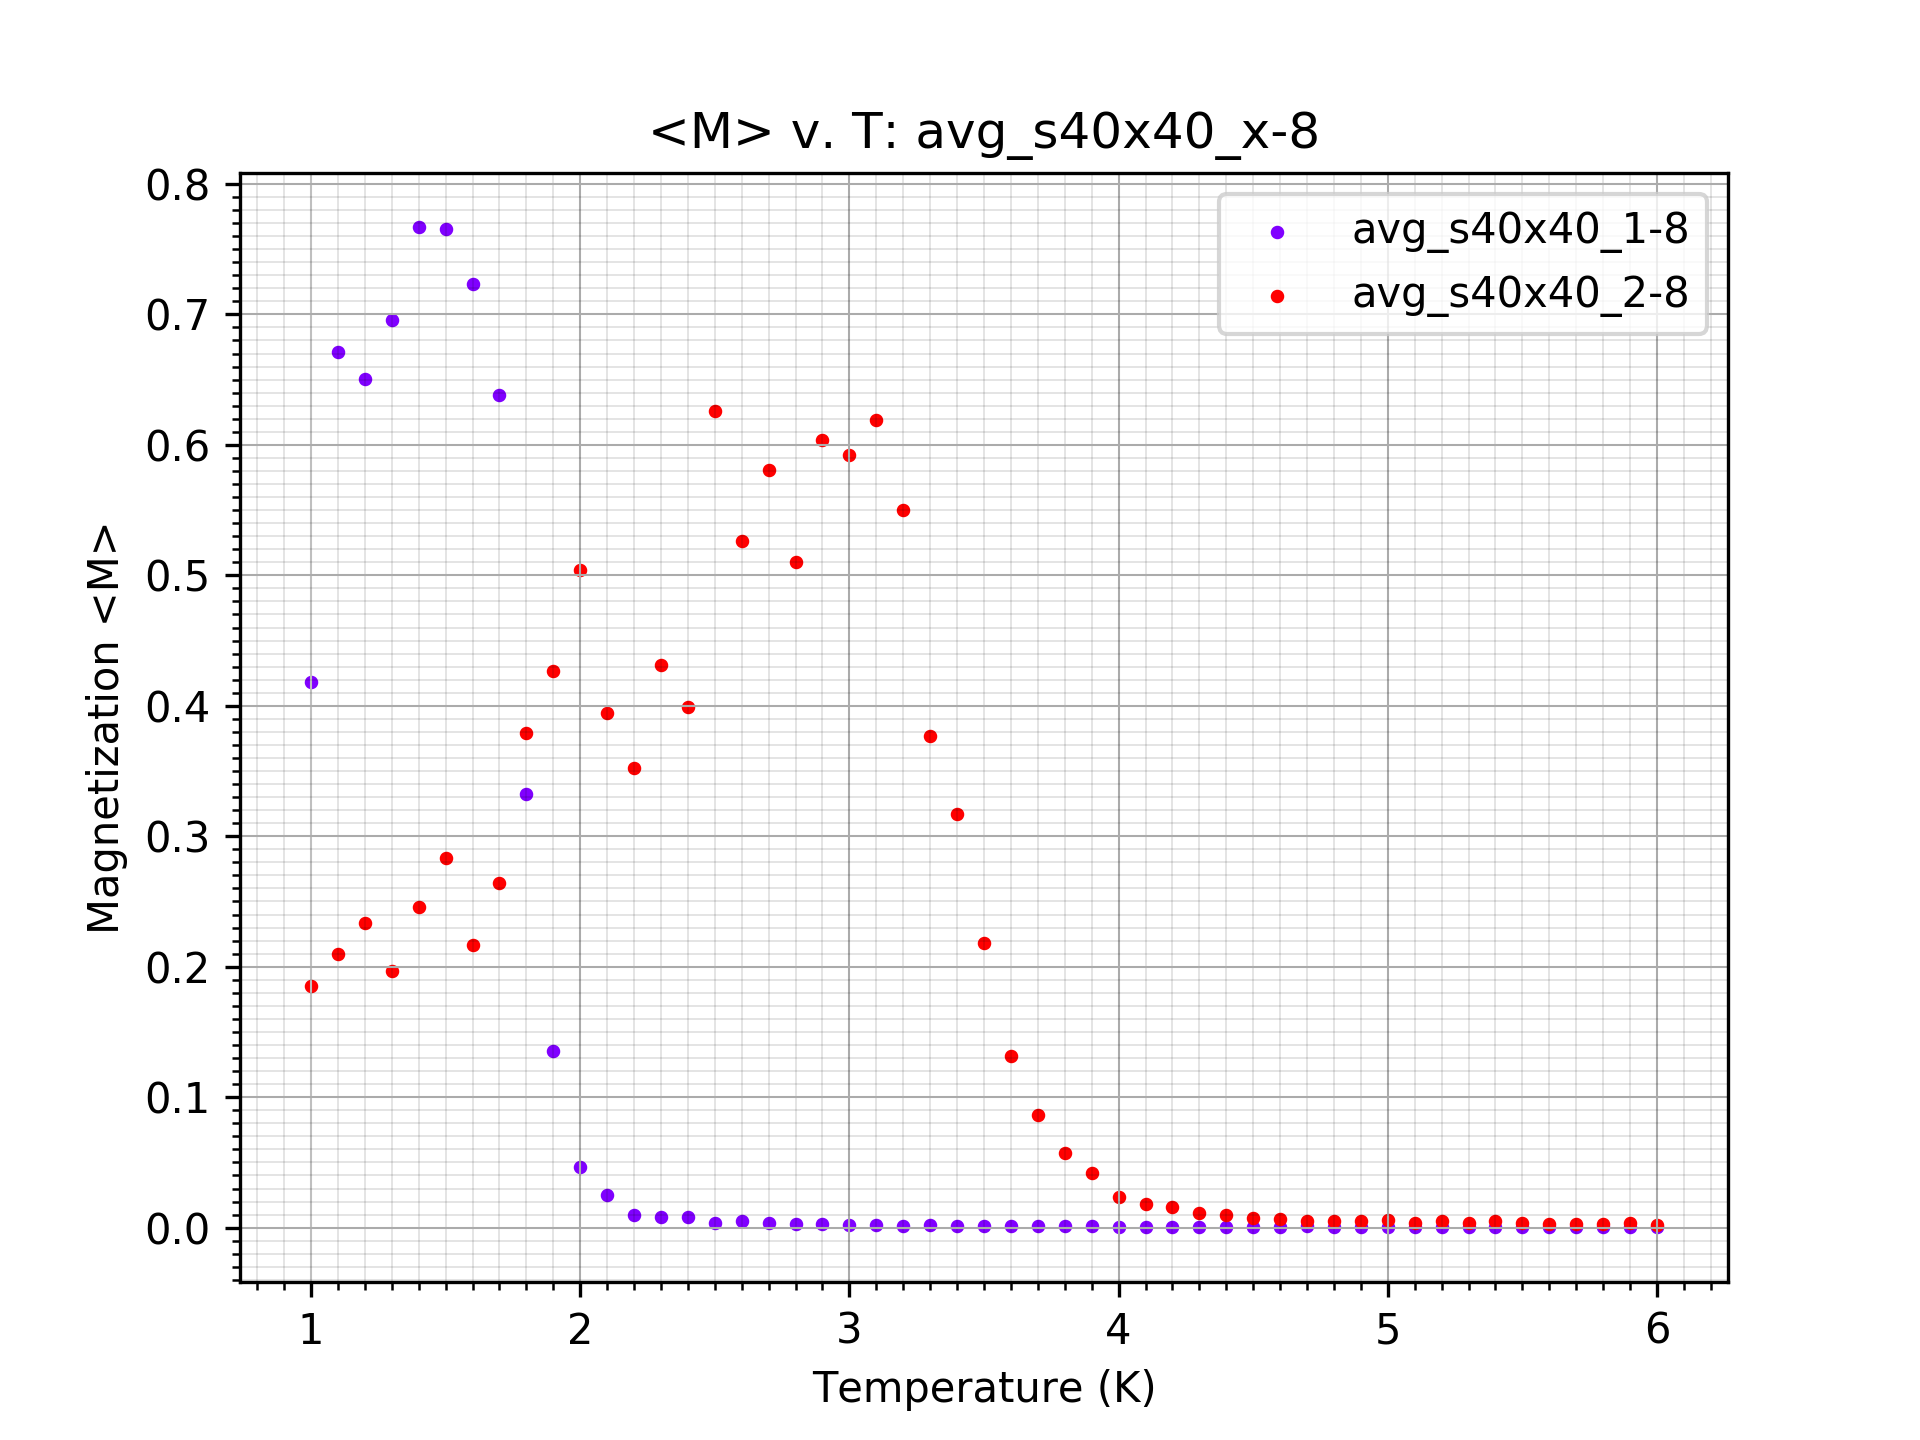 <M> v. T: avg_s40x40_x-8
avg_s40x40_1-8
avg_s40x40_2-8
Magnetization <M>
0.8
0.7
0.6
0.5
0.4
0.3
0.2
0.1
0.0
1 2 3 4 5 6
Temperature (K)